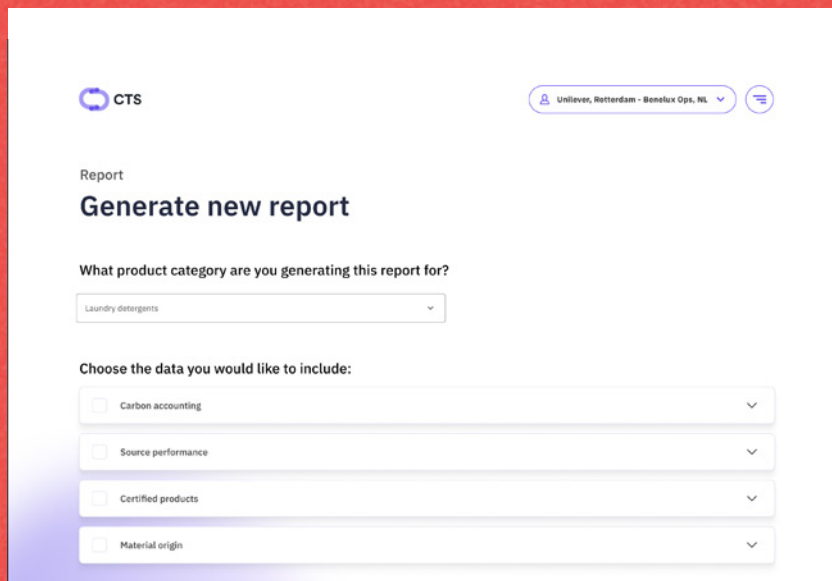 CTS
Unilever, Rotterdam - Benelux Ops, NL
Report
Generate new report
What product category are you generating this report for?
Laundry detergents
Choose the data you would like to include:
Carbon accounting
Source performance
Certified products
Material origin